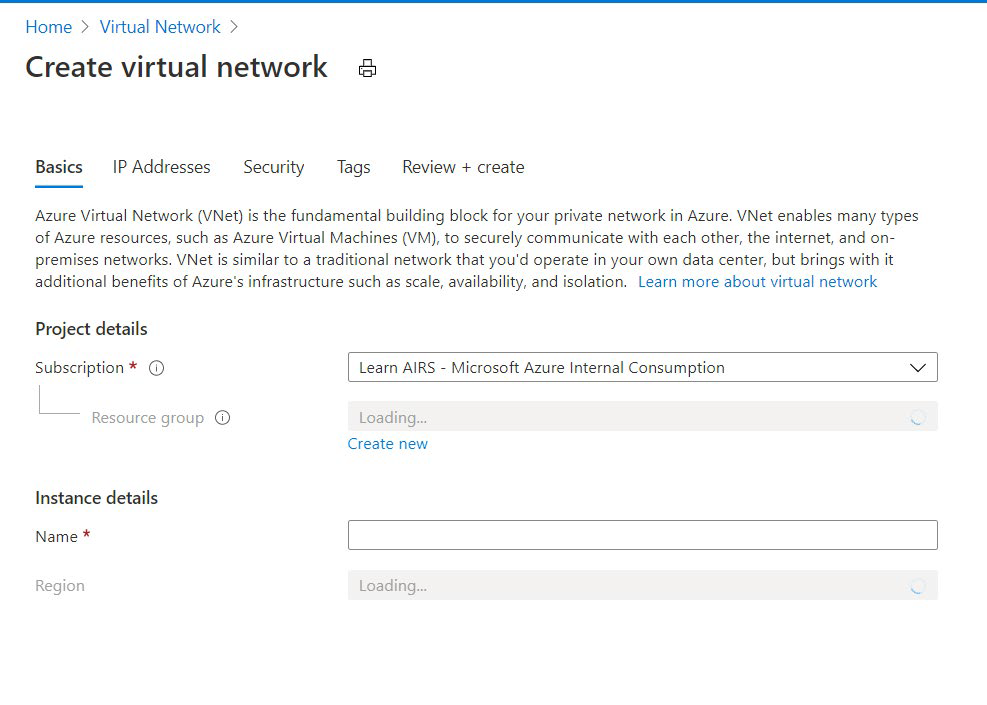 Home > Virtual Network >
Create virtual network
Basics IP Addresses Security Tags Review + create
Azure Virtual Network (VNet) is the fundamental building block for your private network in Azure. VNet enables many types
of Azure resources, such as Azure Virtual Machines (VM), to securely communicate with each other, the internet, and on-
premises networks. VNet is similar to a traditional network that you'd operate in your own data center, but brings with it
additional benefits of Azure's infrastructure such as scale, availability, and isolation. Learn more about virtual network
Project details
Subscription * Learn AIRS - Microsoft Azure Internal Consumption
Resource group Loading...
Create new
Instance details
Name *
Region Loading...